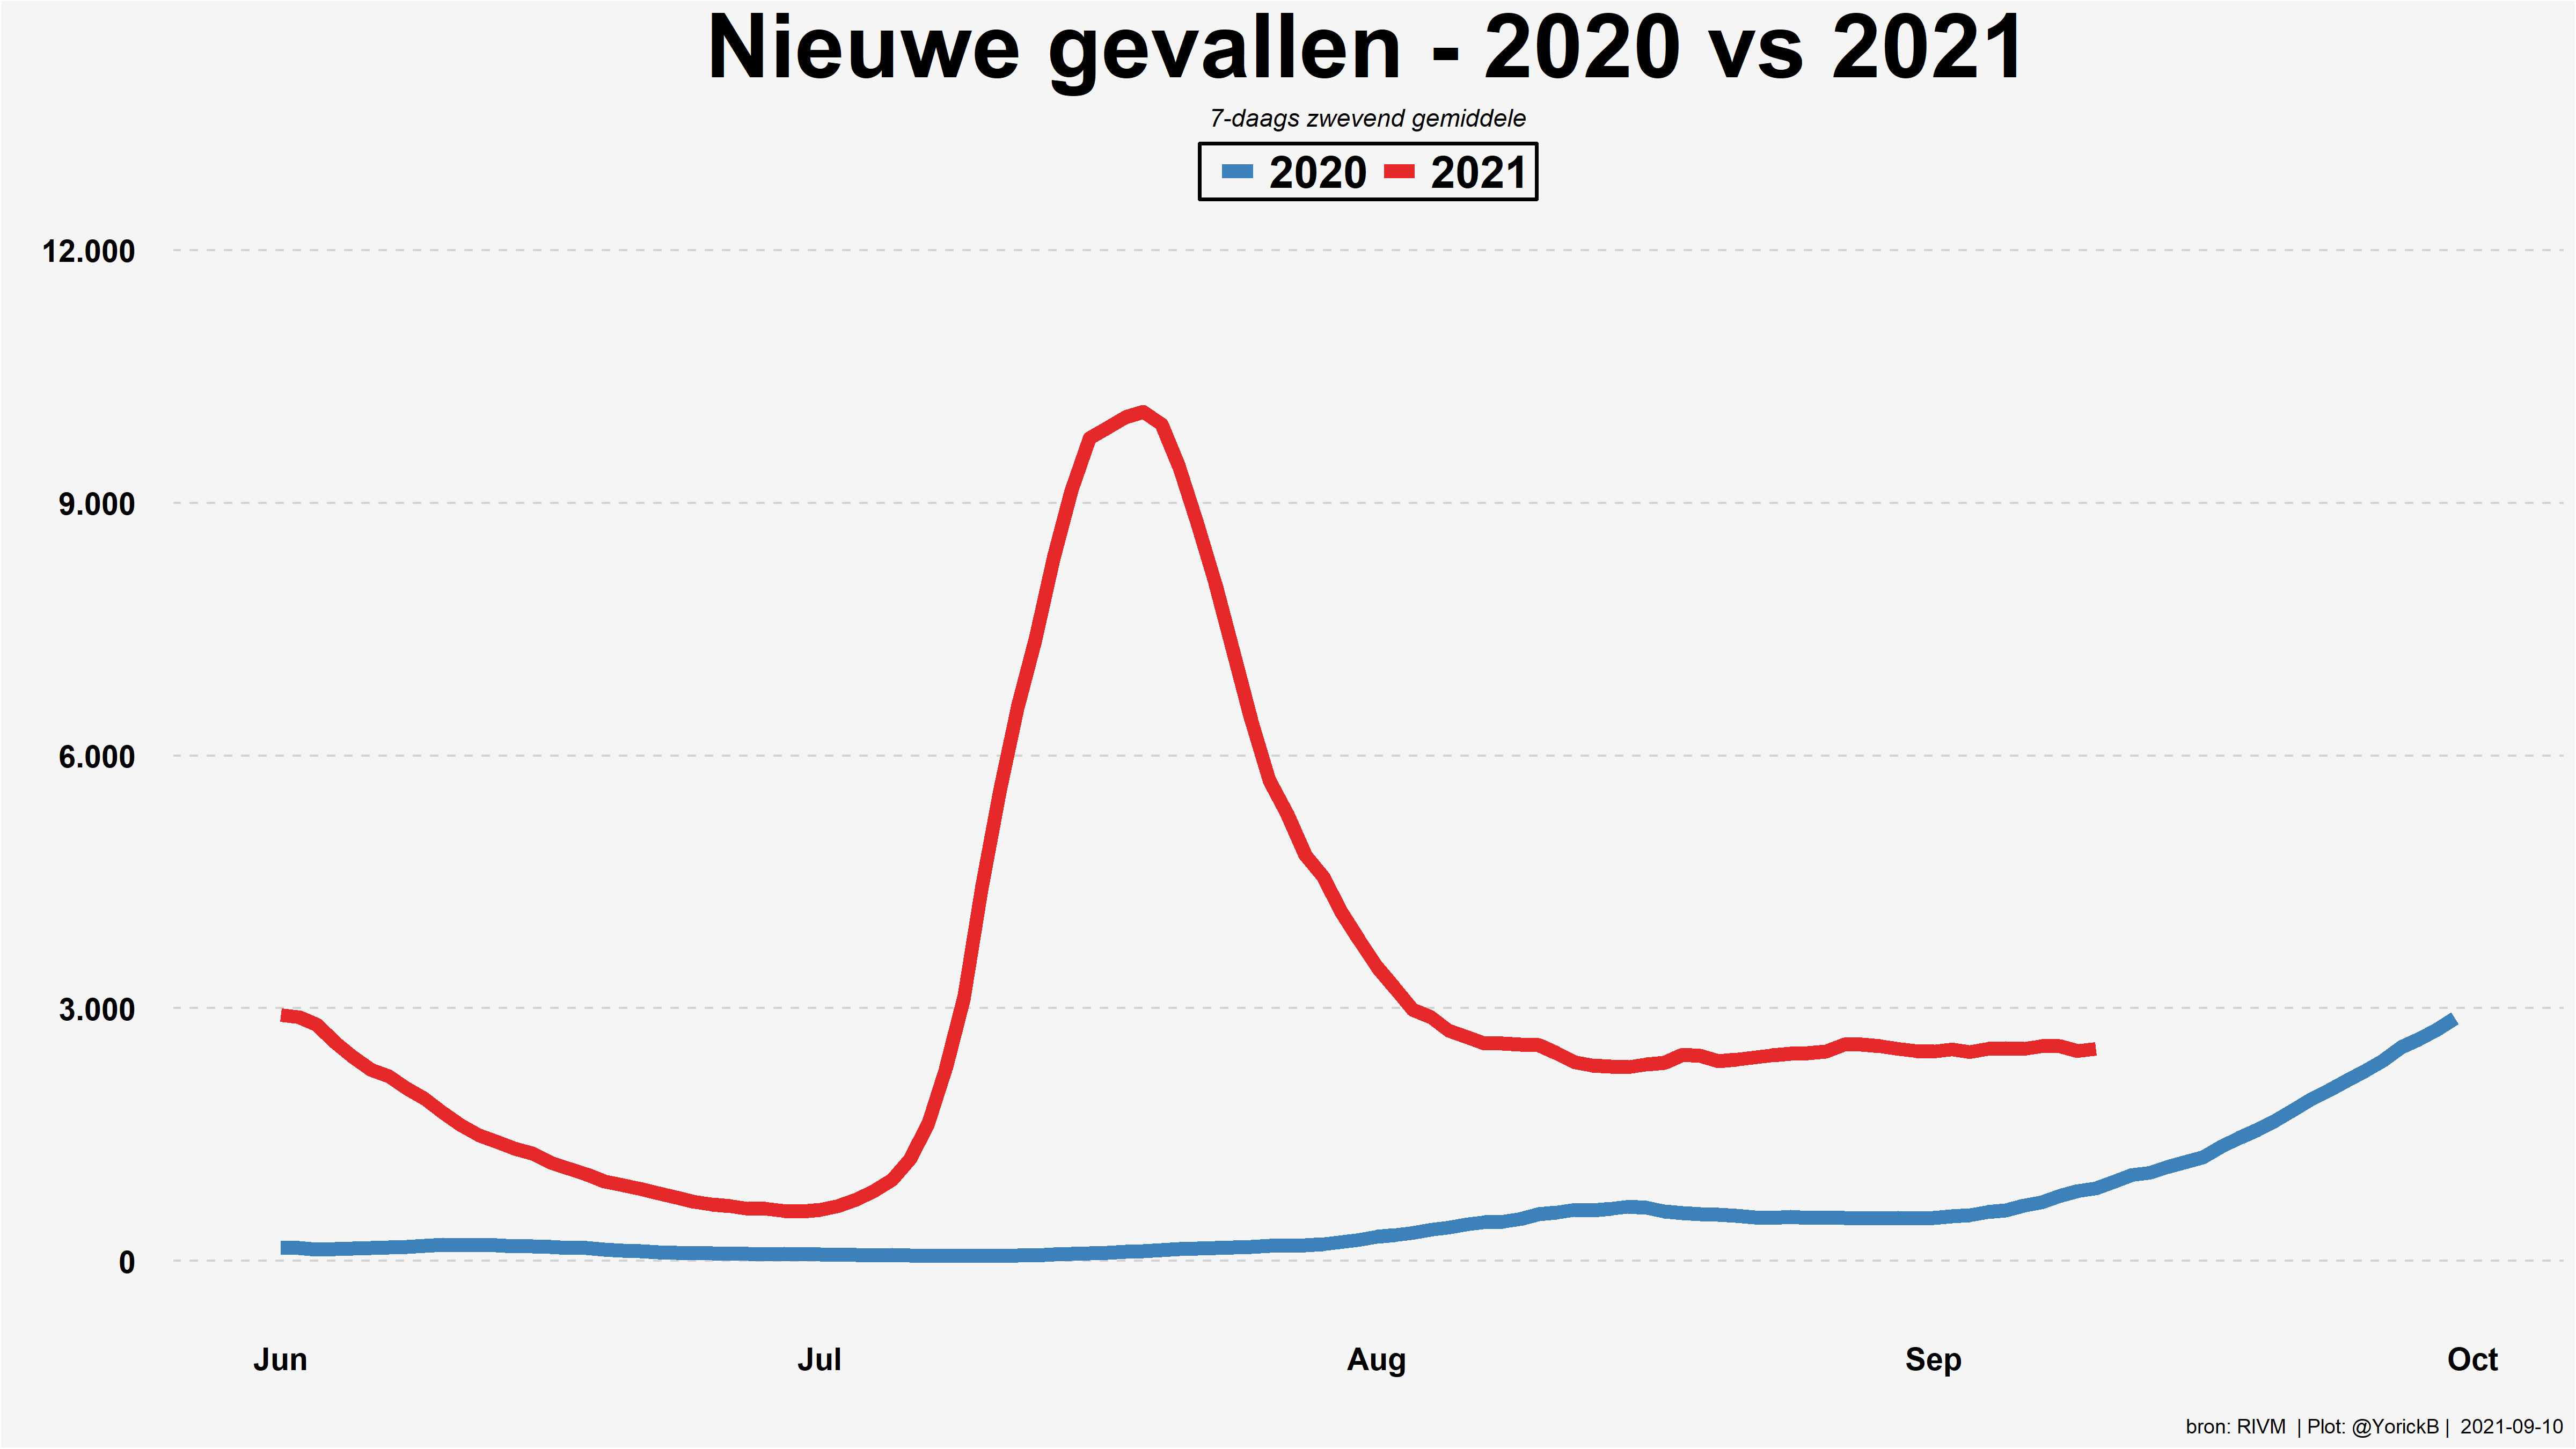 Nieuwe gevallen - 2020 vs 2021
7-daags zwevend gemiddele
2020 2021
12.000
9.000
6.000
3.000
0
Jun Jul Aug Sep Oct
bron: RIVM | Plot: @YorickB | 2021-09-10